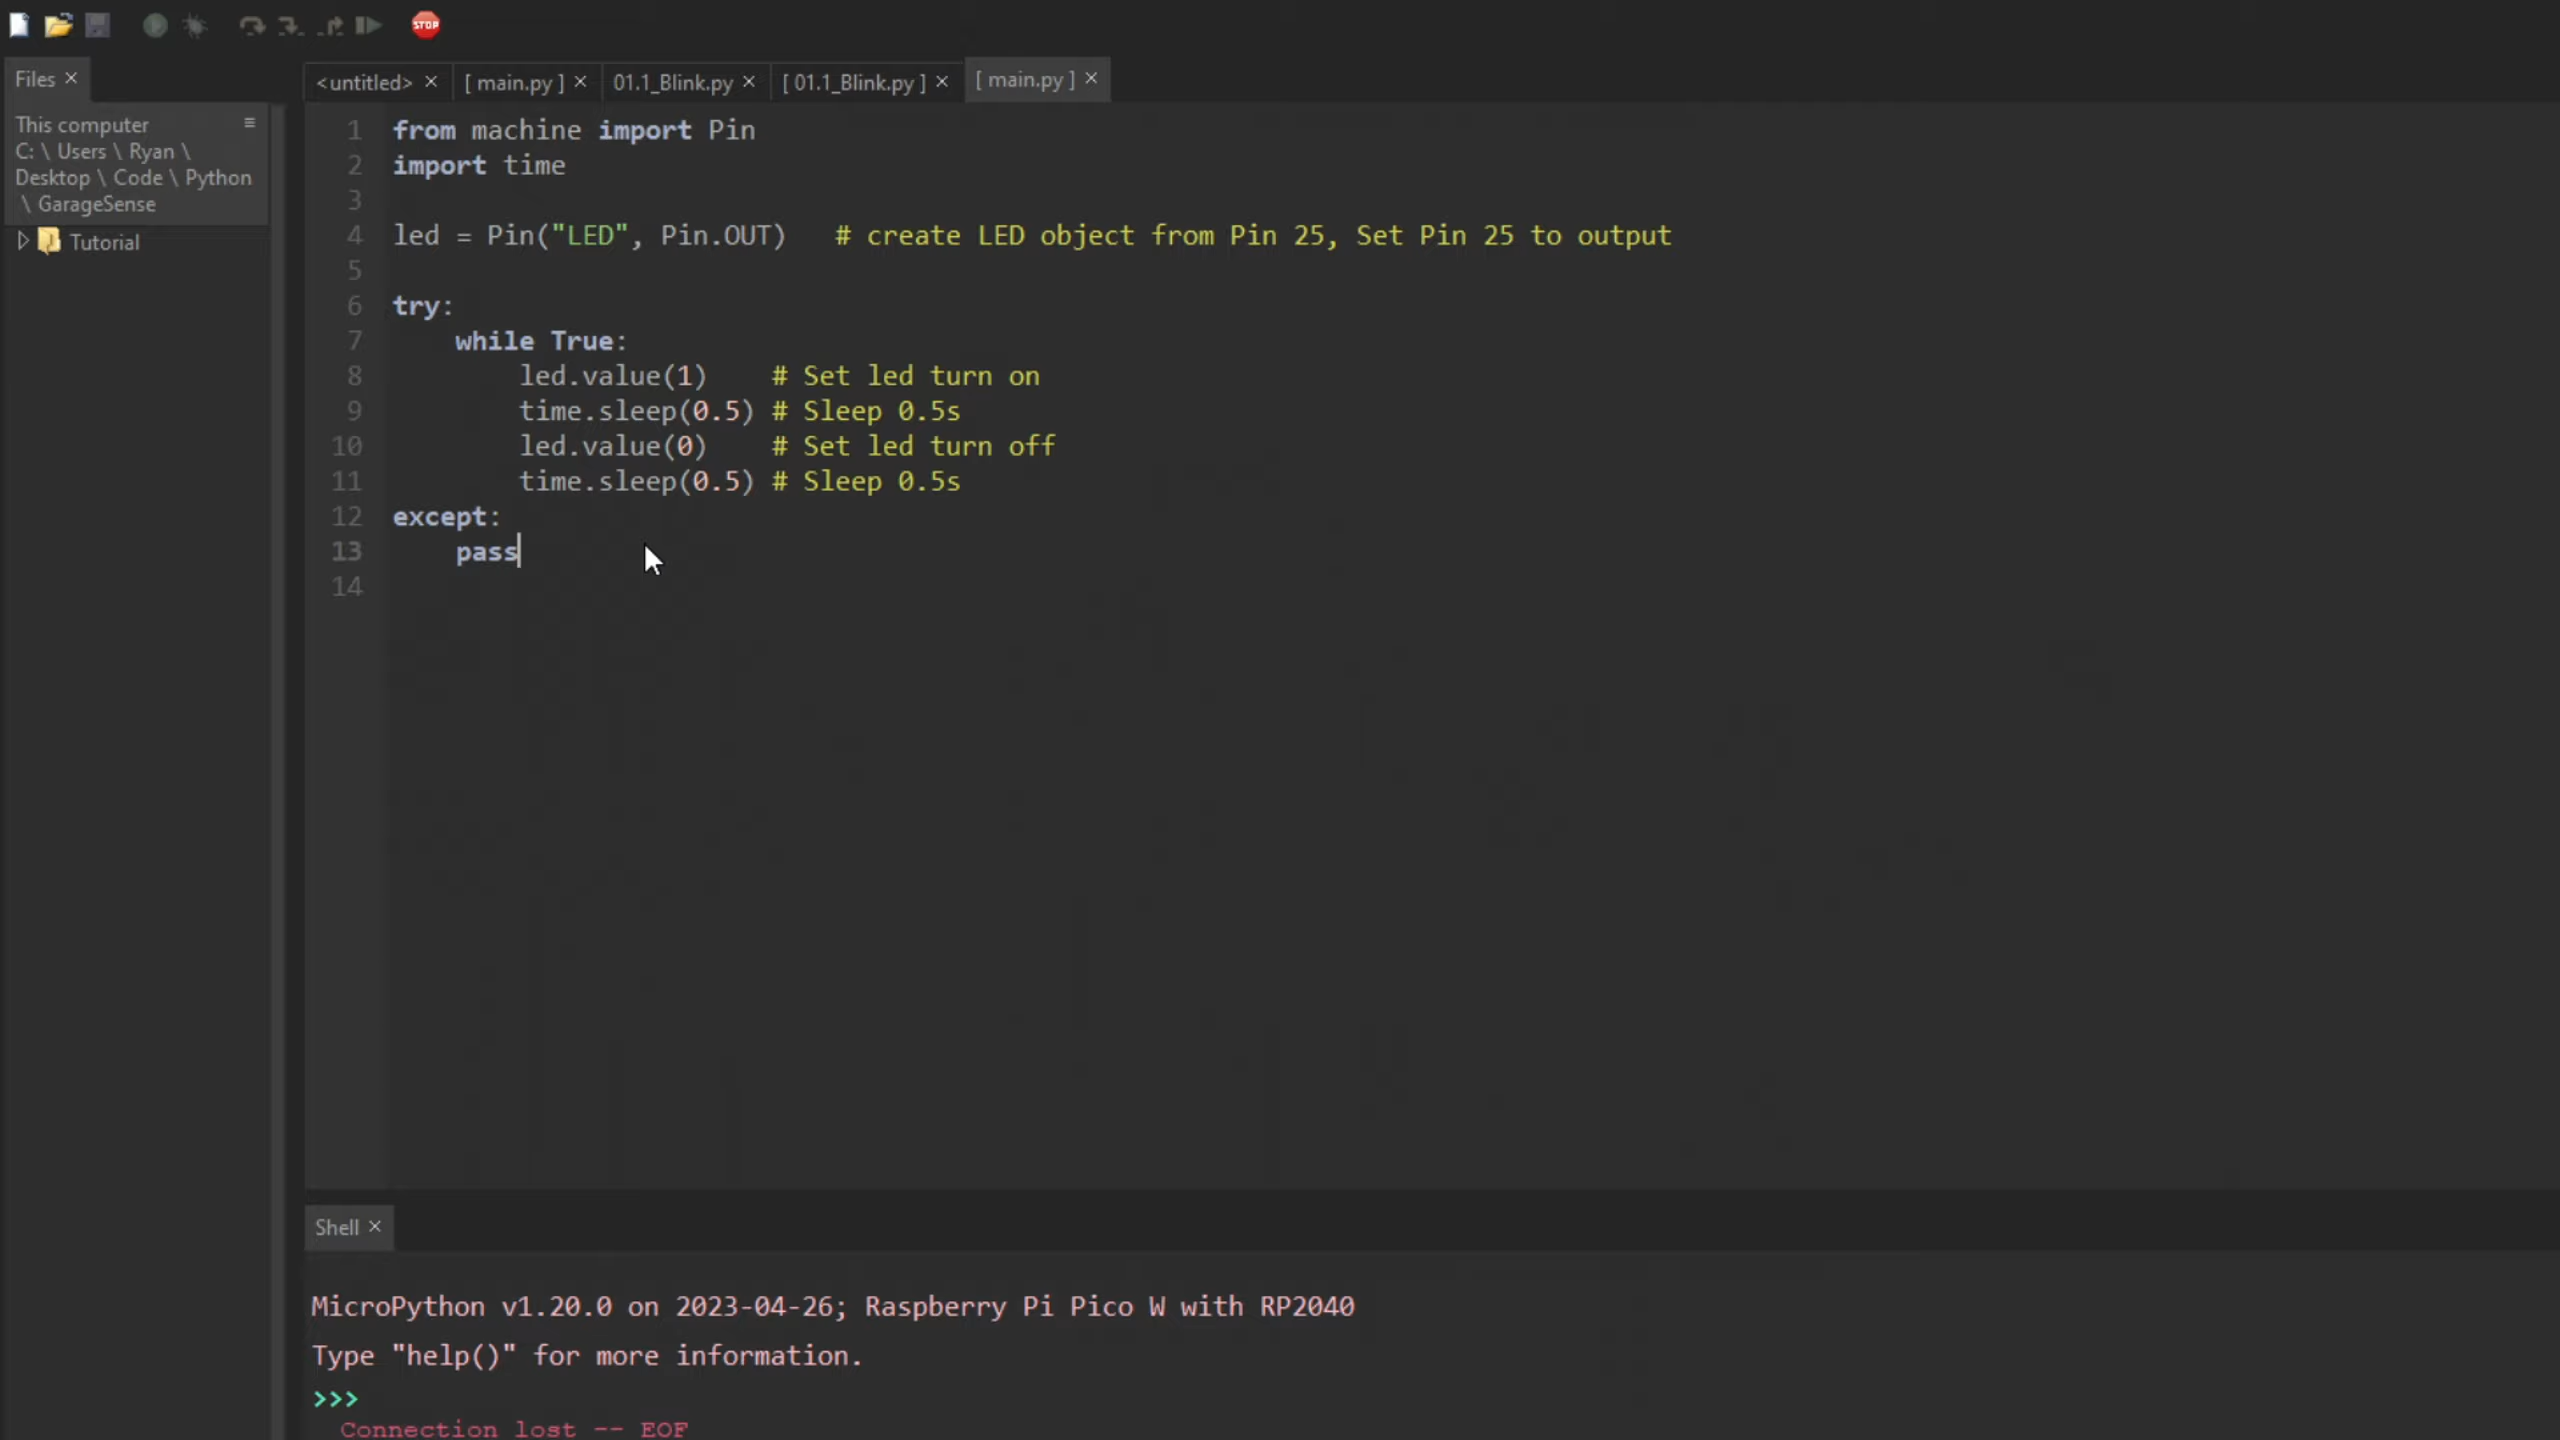 STOP
Files ×
<untitled> × [ main.py ] × 01.1_Blink.py × [ 01.1_Blink.py ] × [ main.py ] ×
This computer ≡
C: \ Users \ Ryan \
Desktop \ Code \ Python
\ GarageSense
Tutorial
1 from machine import Pin
2 import time
3
4 led = Pin("LED", Pin.OUT)   # create LED object from Pin 25, Set Pin 25 to output
5
6 try:
7     while True:
8         led.value(1)    # Set led turn on
9         time.sleep(0.5) # Sleep 0.5s
10         led.value(0)    # Set led turn off
11         time.sleep(0.5) # Sleep 0.5s
12 except:
13     pass
14
Shell ×
MicroPython v1.20.0 on 2023-04-26; Raspberry Pi Pico W with RP2040
Type "help()" for more information.
>>>
Connection lost -- EOF